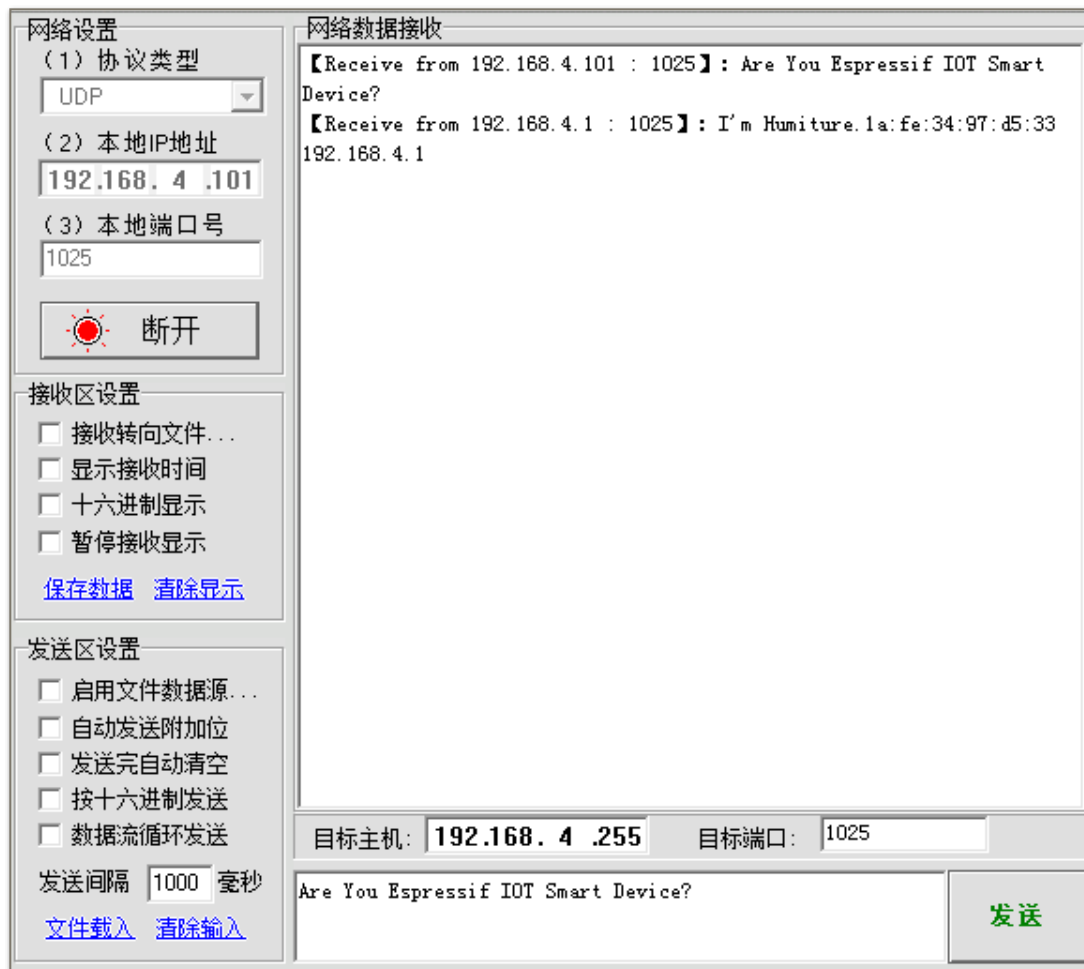 网络设置
(1) 协议类型
UDP
(2) 本地IP地址
192.168. 4 .101
(3) 本地端口号
1025
断开
接收区设置
接收转向文件...
显示接收时间
十六进制显示
暂停接收显示
保存数据 清除显示
发送区设置
启用文件数据源...
自动发送附加位
发送完自动清空
按十六进制发送
数据流循环发送
发送间隔 1000 毫秒
文件载入 清除输入
网络数据接收
【Receive from 192.168.4.101 : 1025】: Are You Espressif IOT Smart
Device?
【Receive from 192.168.4.1 : 1025】: I'm Humiture.1a:fe:34:97:d5:33
192.168.4.1
目标主机: 192.168. 4 .255 目标端口: 1025
Are You Espressif IOT Smart Device?
发送